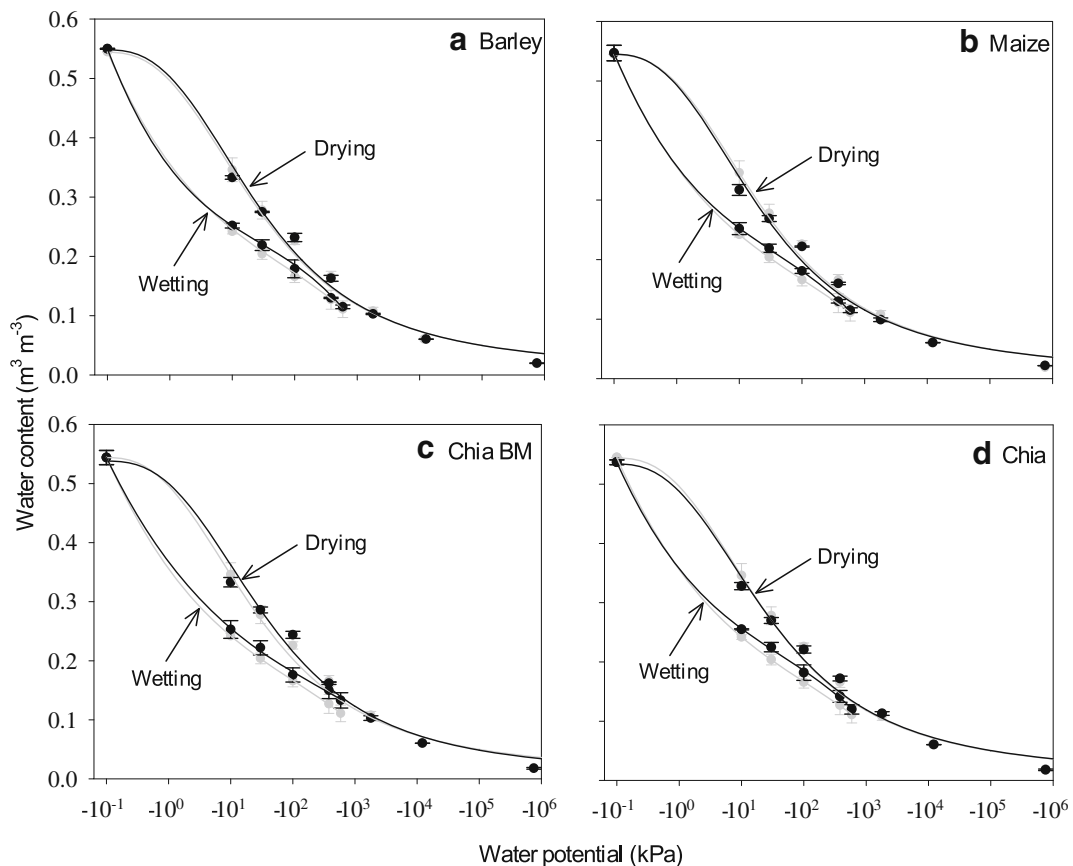 a Barley
b Maize
0.6
0.5
0.4
0.3
0.2
0.1
0.0
Drying
Wetting
Drying
Wetting
c Chia BM
d Chia
0.6
0.5
0.4
0.3
0.2
0.1
0.0
Drying
Wetting
Drying
Wetting
Water content (m³ m⁻³)
-10⁻¹ -10⁰ -10¹ -10² -10³ -10⁴ -10⁵ -10⁶
-10⁻¹ -10⁰ -10¹ -10² -10³ -10⁴ -10⁵ -10⁶
Water potential (kPa)